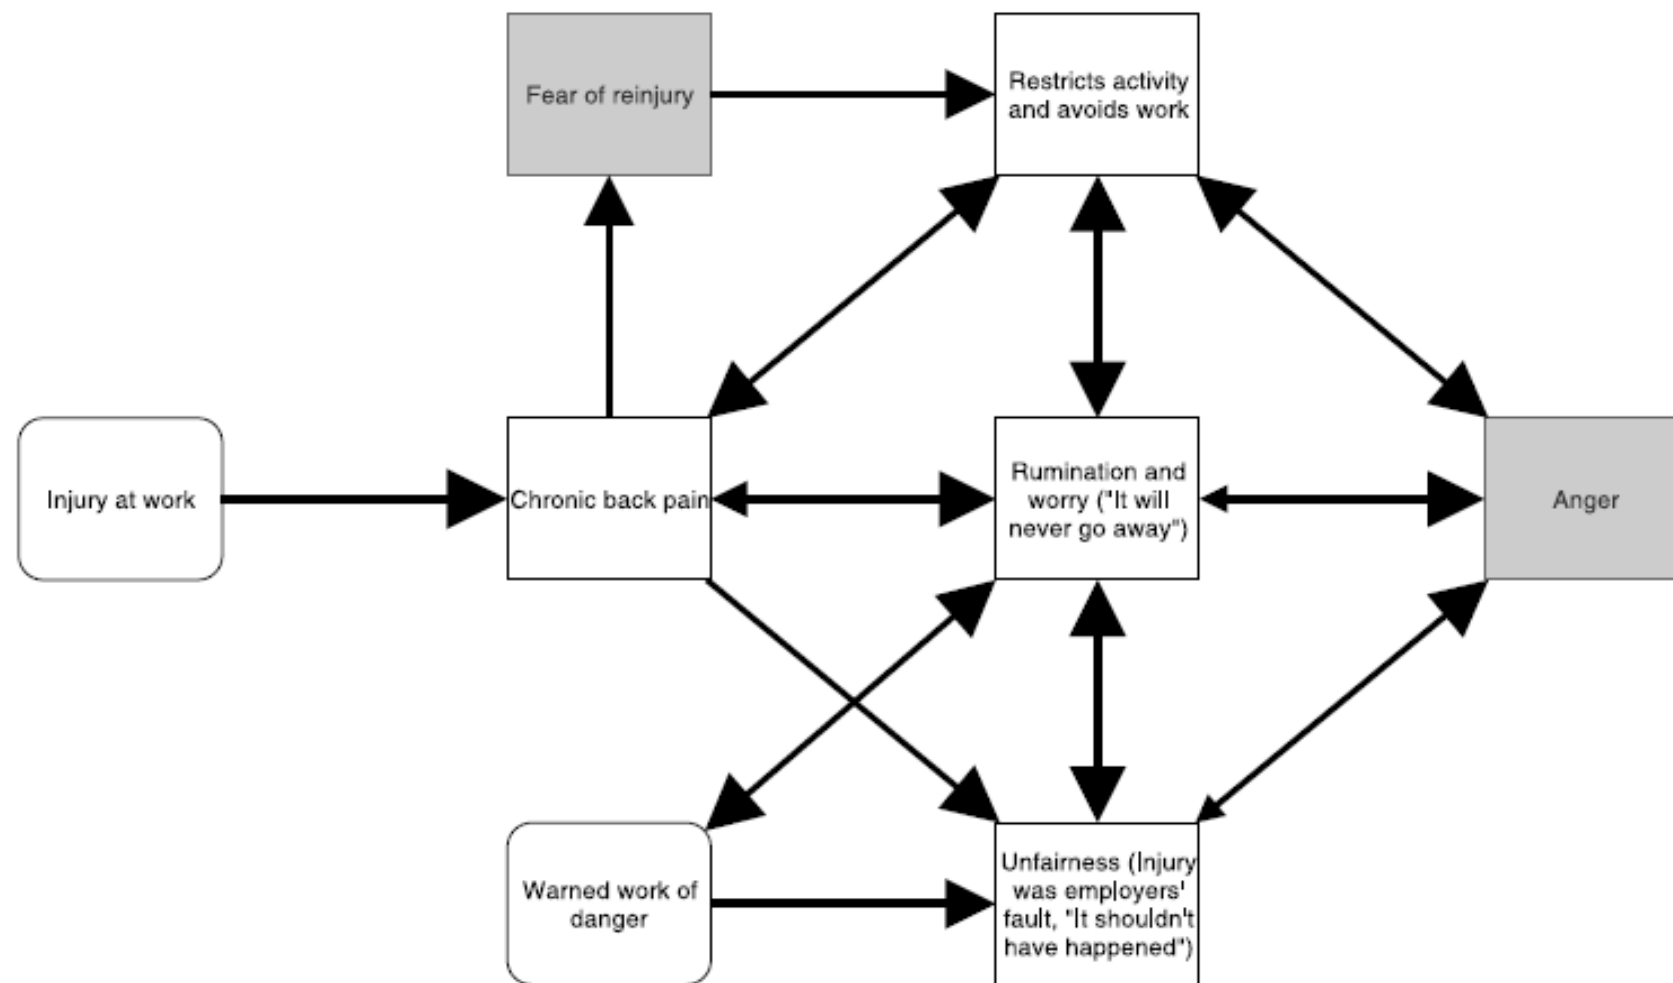 Fear of reinjury
Restricts activity
and avoids work
Injury at work
Chronic back pain
Rumination and
worry ("It will
never go away")
Anger
Warned work of
danger
Unfairness (Injury
was employers'
fault, "It shouldn't
have happened")